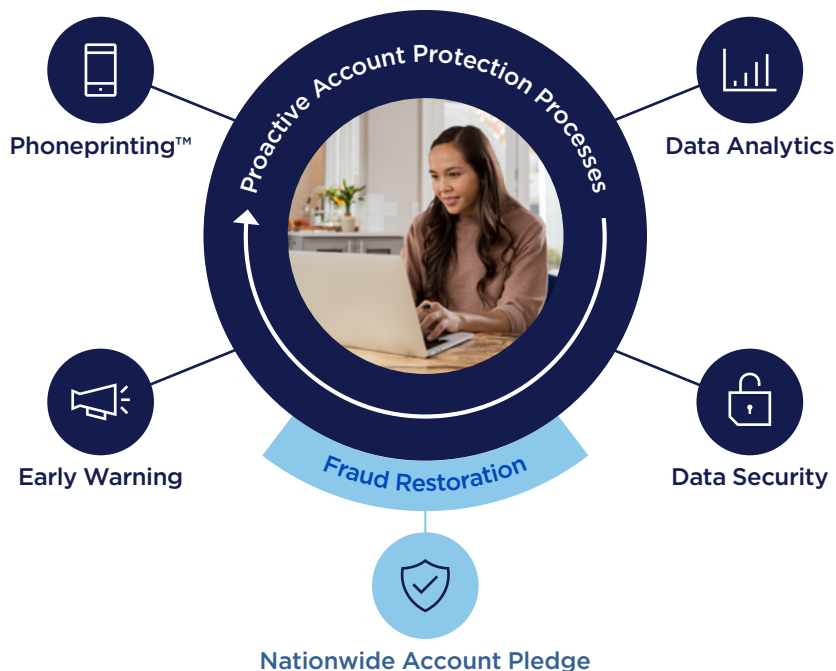 Proactive Account Protection Processes
Phoneprinting™
Data Analytics
Early Warning
Data Security
Fraud Restoration
Nationwide Account Pledge